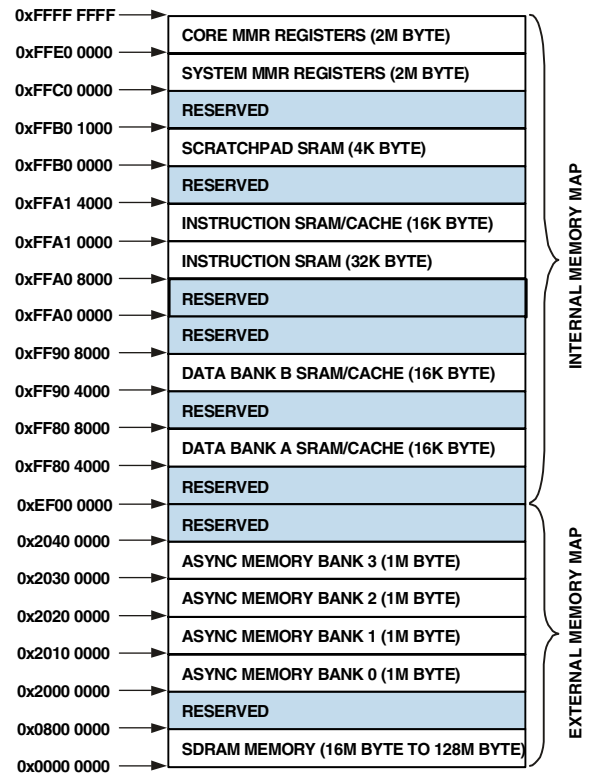 0xFFFF FFFF
CORE MMR REGISTERS (2M BYTE)
0xFFE0 0000
SYSTEM MMR REGISTERS (2M BYTE)
0xFFC0 0000
RESERVED
0xFFB0 1000
SCRATCHPAD SRAM (4K BYTE)
0xFFB0 0000
RESERVED
0xFFA1 4000
INSTRUCTION SRAM/CACHE (16K BYTE)
0xFFA1 0000
INSTRUCTION SRAM (32K BYTE)
0xFFA0 8000
RESERVED
0xFFA0 0000
RESERVED
0xFF90 8000
DATA BANK B SRAM/CACHE (16K BYTE)
0xFF90 4000
RESERVED
0xFF80 8000
DATA BANK A SRAM/CACHE (16K BYTE)
0xFF80 4000
RESERVED
0xEF00 0000
RESERVED
0x2040 0000
ASYNC MEMORY BANK 3 (1M BYTE)
0x2030 0000
ASYNC MEMORY BANK 2 (1M BYTE)
0x2020 0000
ASYNC MEMORY BANK 1 (1M BYTE)
0x2010 0000
ASYNC MEMORY BANK 0 (1M BYTE)
0x2000 0000
RESERVED
0x0800 0000
SDRAM MEMORY (16M BYTE TO 128M BYTE)
0x0000 0000
INTERNAL MEMORY MAP
EXTERNAL MEMORY MAP